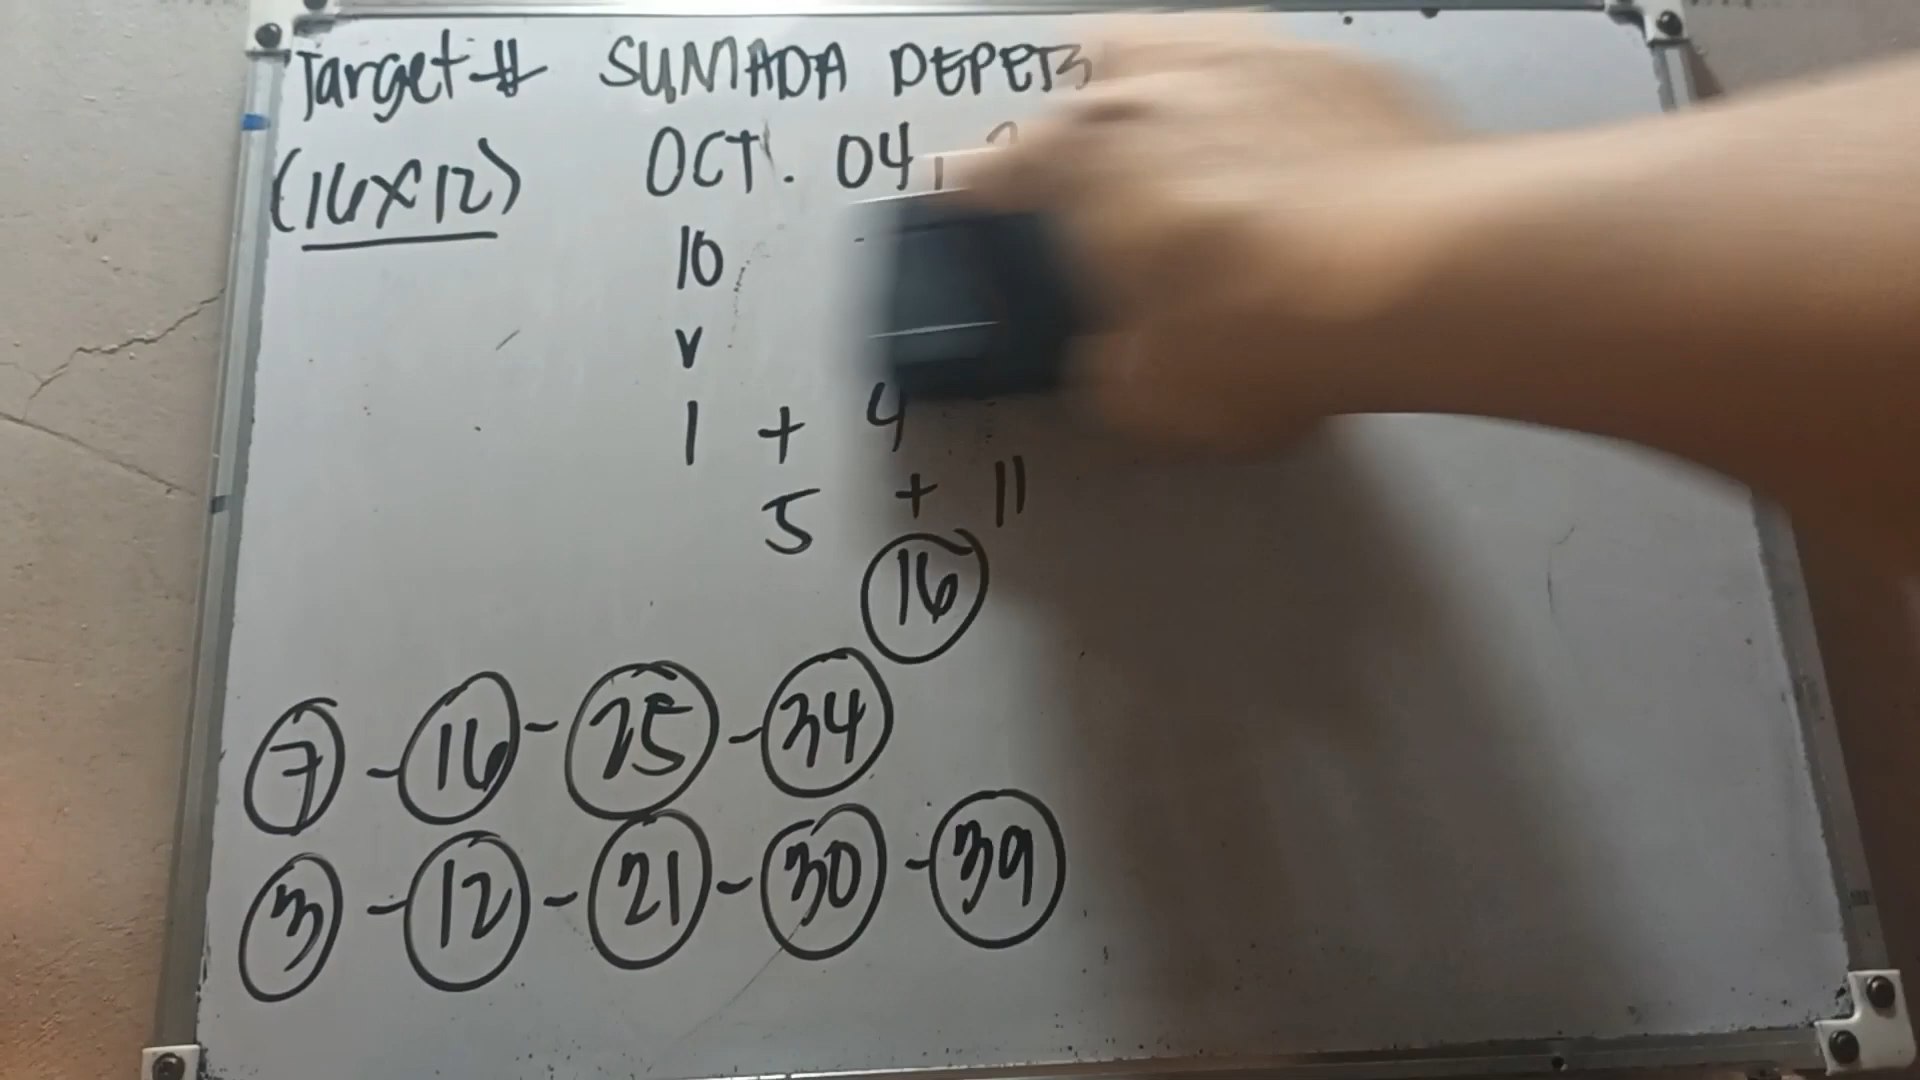 Target # SUMADA DEPETS
(16x12) OCT. 04,
10
v
1 + 4
5 + 11
16
7 - 16 - 25 - 34
3 - 12 - 21 - 30 - 39